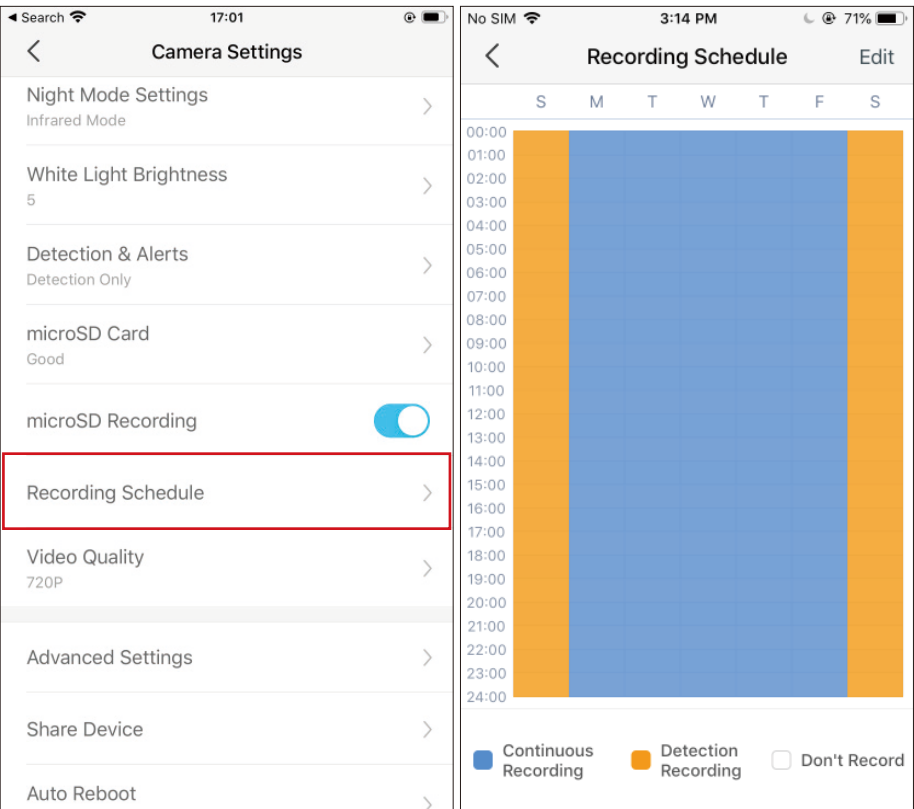 Search
17:01
Camera Settings
Night Mode Settings
Infrared Mode
White Light Brightness
5
Detection & Alerts
Detection Only
microSD Card
Good
microSD Recording
Recording Schedule
Video Quality
720P
Advanced Settings
Share Device
Auto Reboot
No SIM
3:14 PM
71%
Recording Schedule
Edit
S M T W T F S
00:00
01:00
02:00
03:00
04:00
05:00
06:00
07:00
08:00
09:00
10:00
11:00
12:00
13:00
14:00
15:00
16:00
17:00
18:00
19:00
20:00
21:00
22:00
23:00
24:00
Continuous
Recording
Detection
Recording
Don't Record